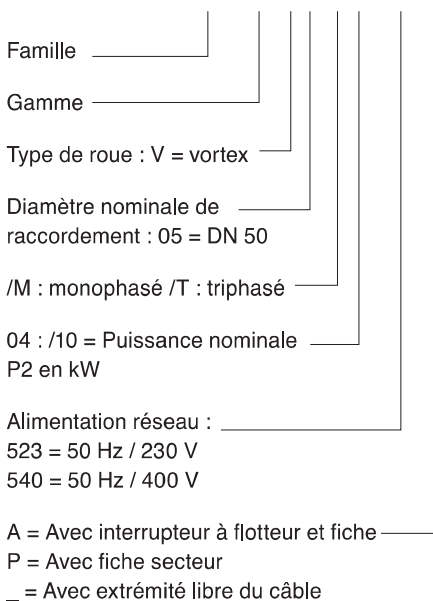 Famille
Gamme
Type de roue : V = vortex
Diamètre nominale de
raccordement : 05 = DN 50
/M : monophasé /T : triphasé
04 : /10 = Puissance nominale
P2 en kW
Alimentation réseau :
523 = 50 Hz / 230 V
540 = 50 Hz / 400 V
A = Avec interrupteur à flotteur et fiche
P = Avec fiche secteur
_ = Avec extrémité libre du câble